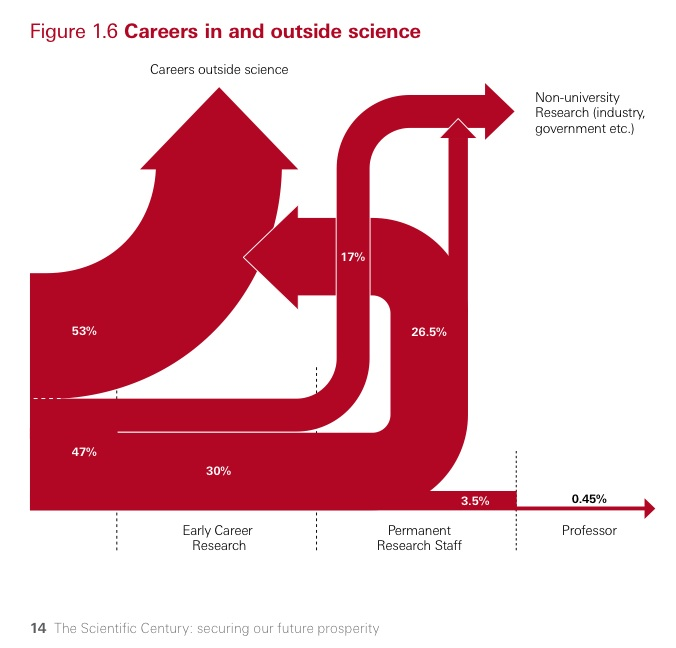 Figure 1.6 Careers in and outside science
Careers outside science
Non-university
Research (industry,
government etc.)
17%
53%
26.5%
47%
30%
3.5%
0.45%
Early Career
Research
Permanent
Research Staff
Professor
14 The Scientific Century: securing our future prosperity